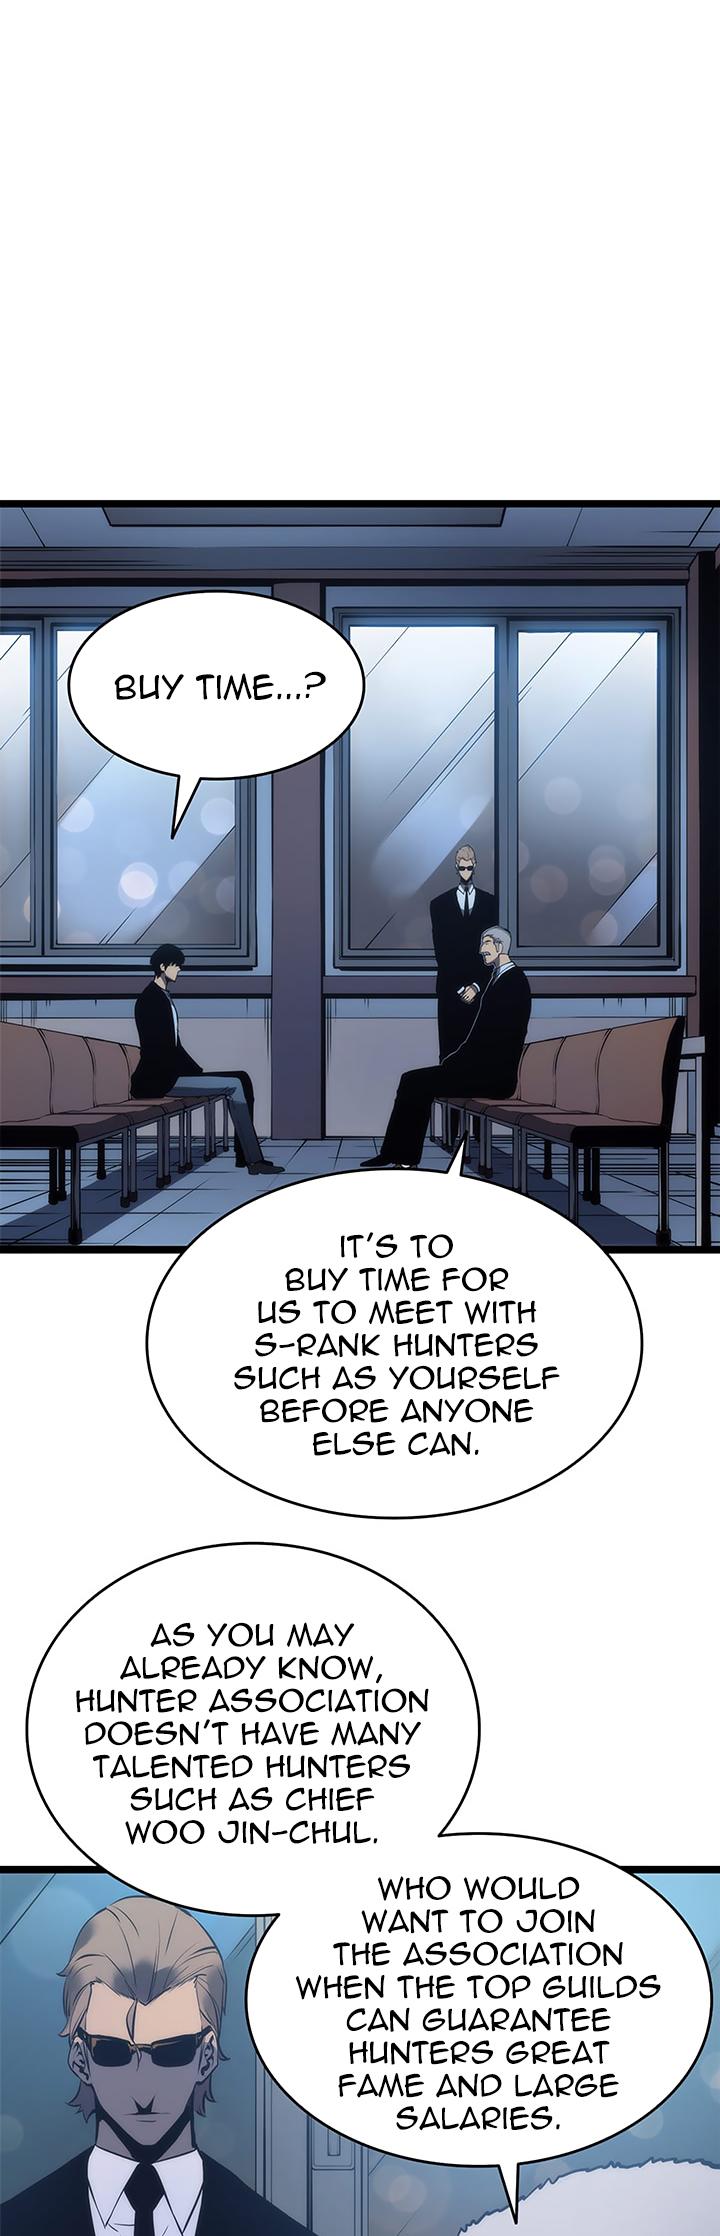 BUY TIME...?
IT'S TO
BUY TIME FOR
US TO MEET WITH
S-RANK HUNTERS
SUCH AS YOURSELF
BEFORE ANYONE
ELSE CAN.
AS YOU MAY
ALREADY KNOW,
HUNTER ASSOCIATION
DOESN'T HAVE MANY
TALENTED HUNTERS
SUCH AS CHIEF
WOO JIN-CHUL.
WHO WOULD
WANT TO JOIN
THE ASSOCIATION
WHEN THE TOP GUILDS
CAN GUARANTEE
HUNTERS GREAT
FAME AND LARGE
SALARIES.